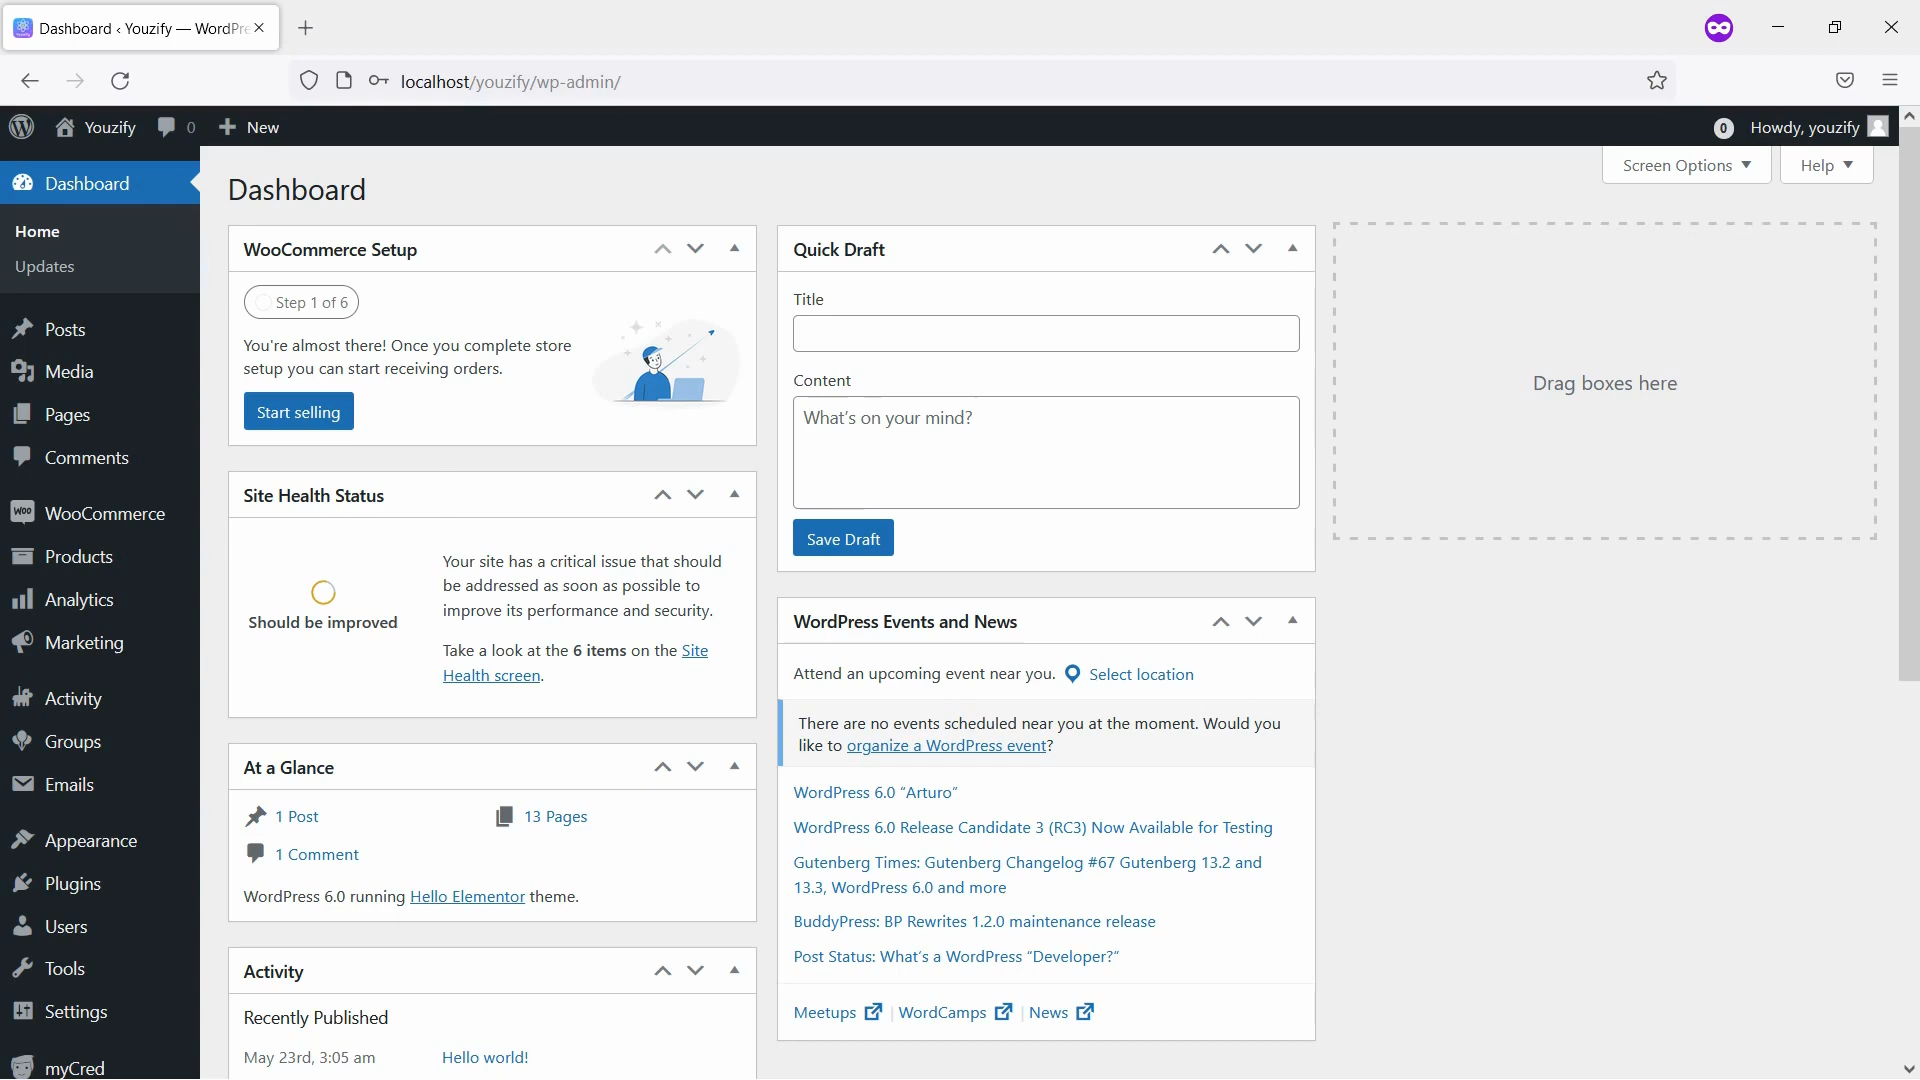 Dashboard ‹ Youzify — WordPre
localhost/youzify/wp-admin/
Youzify
0
New
0
Howdy, youzify
Dashboard
Home
Updates
Posts
Media
Pages
Comments
Woo
WooCommerce
Products
Analytics
Marketing
Activity
Groups
Emails
Appearance
Plugins
Users
Tools
Settings
myCred
Dashboard
Screen Options
Help
WooCommerce Setup
Step 1 of 6
You're almost there! Once you complete store
setup you can start receiving orders.
Start selling
Site Health Status
Should be improved
Your site has a critical issue that should
be addressed as soon as possible to
improve its performance and security.
Take a look at the 6 items on the Site
Health screen.
At a Glance
1 Post
13 Pages
1 Comment
WordPress 6.0 running Hello Elementor theme.
Activity
Recently Published
May 23rd, 3:05 am
Hello world!
Quick Draft
Title
Content
What's on your mind?
Save Draft
WordPress Events and News
Attend an upcoming event near you.
Select location
There are no events scheduled near you at the moment. Would you
like to organize a WordPress event?
WordPress 6.0 “Arturo”
WordPress 6.0 Release Candidate 3 (RC3) Now Available for Testing
Gutenberg Times: Gutenberg Changelog #67 Gutenberg 13.2 and
13.3, WordPress 6.0 and more
BuddyPress: BP Rewrites 1.2.0 maintenance release
Post Status: What's a WordPress “Developer?”
Meetups | WordCamps | News
Drag boxes here